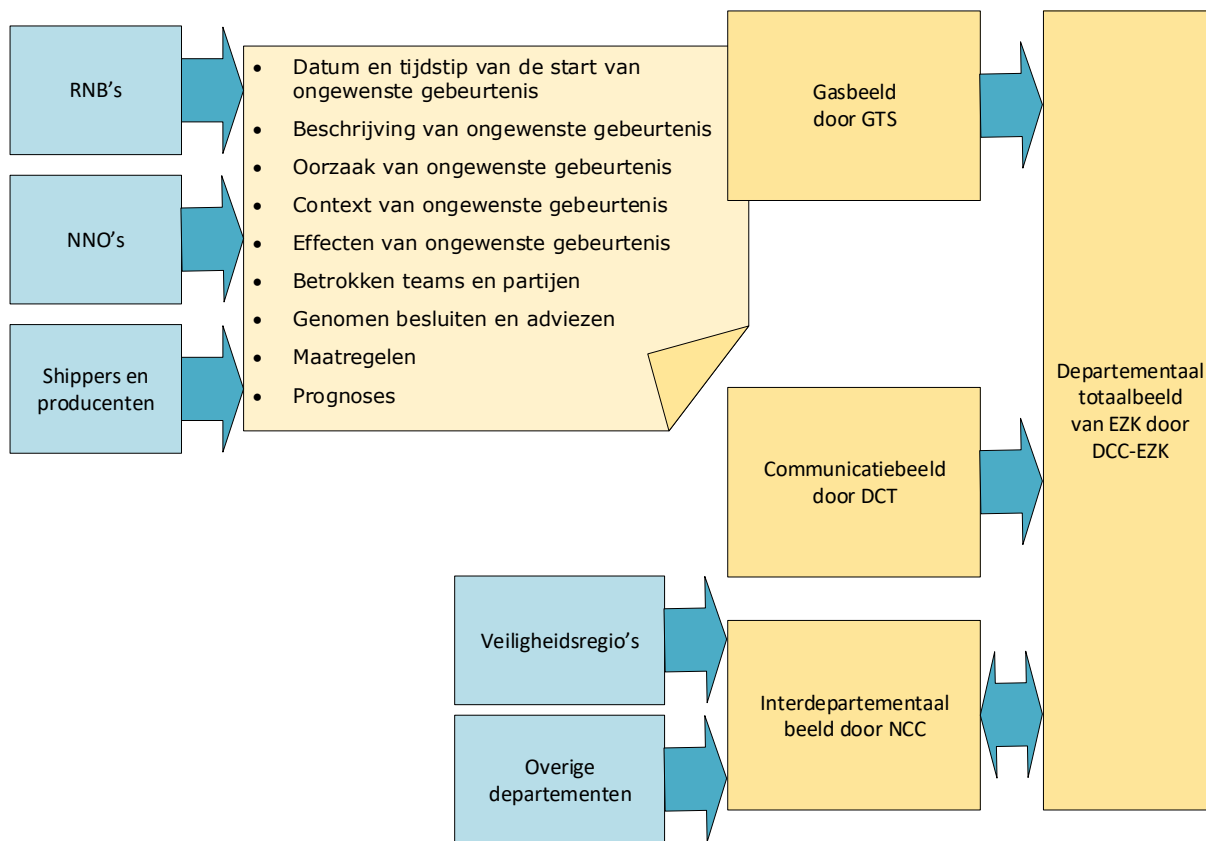 RNB’s
NNO’s
Shippers en
producenten
• Datum en tijdstip van de start van
ongewenste gebeurtenis
• Beschrijving van ongewenste gebeurtenis
• Oorzaak van ongewenste gebeurtenis
• Context van ongewenste gebeurtenis
• Effecten van ongewenste gebeurtenis
• Betrokken teams en partijen
• Genomen besluiten en adviezen
• Maatregelen
• Prognoses
Gasbeeld
door GTS
Communicatiebeeld
door DCT
Veiligheidsregio’s
Overige
departementen
Interdepartementaal
beeld door NCC
Departementaal
totaalbeeld
van EZK door
DCC-EZK